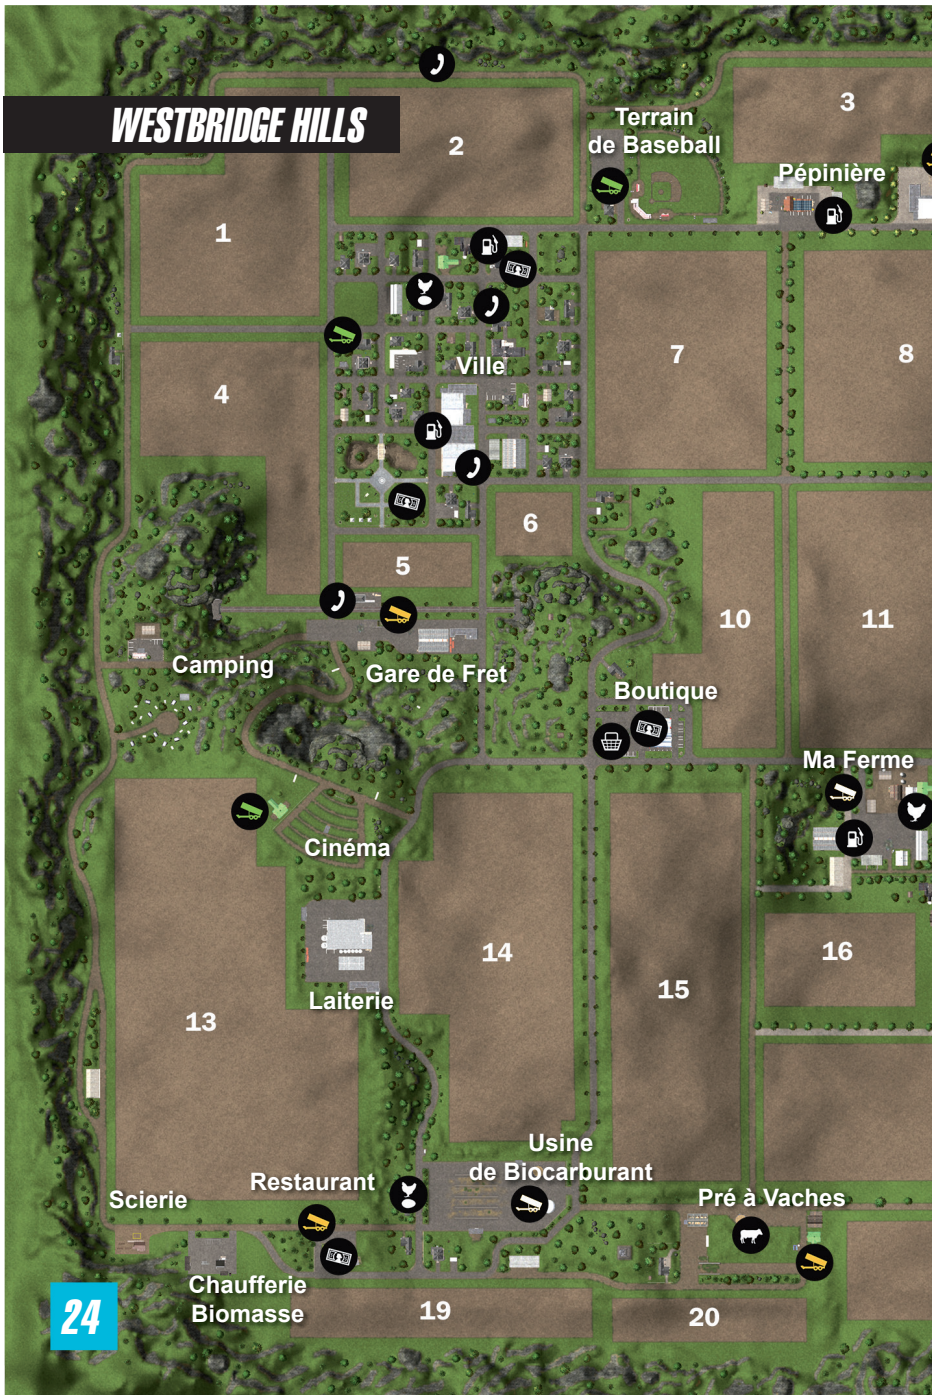 WESTBRIDGE HILLS
Terrain
de Baseball
3
2
Pépinière
1
7
8
Ville
4
6
5
10
11
Camping
Gare de Fret
Boutique
Ma Ferme
Cinéma
14
16
15
Laiterie
13
Usine
de Biocarburant
Restaurant
Scierie
Pré à Vaches
Chaufferie
Biomasse
19
20
24